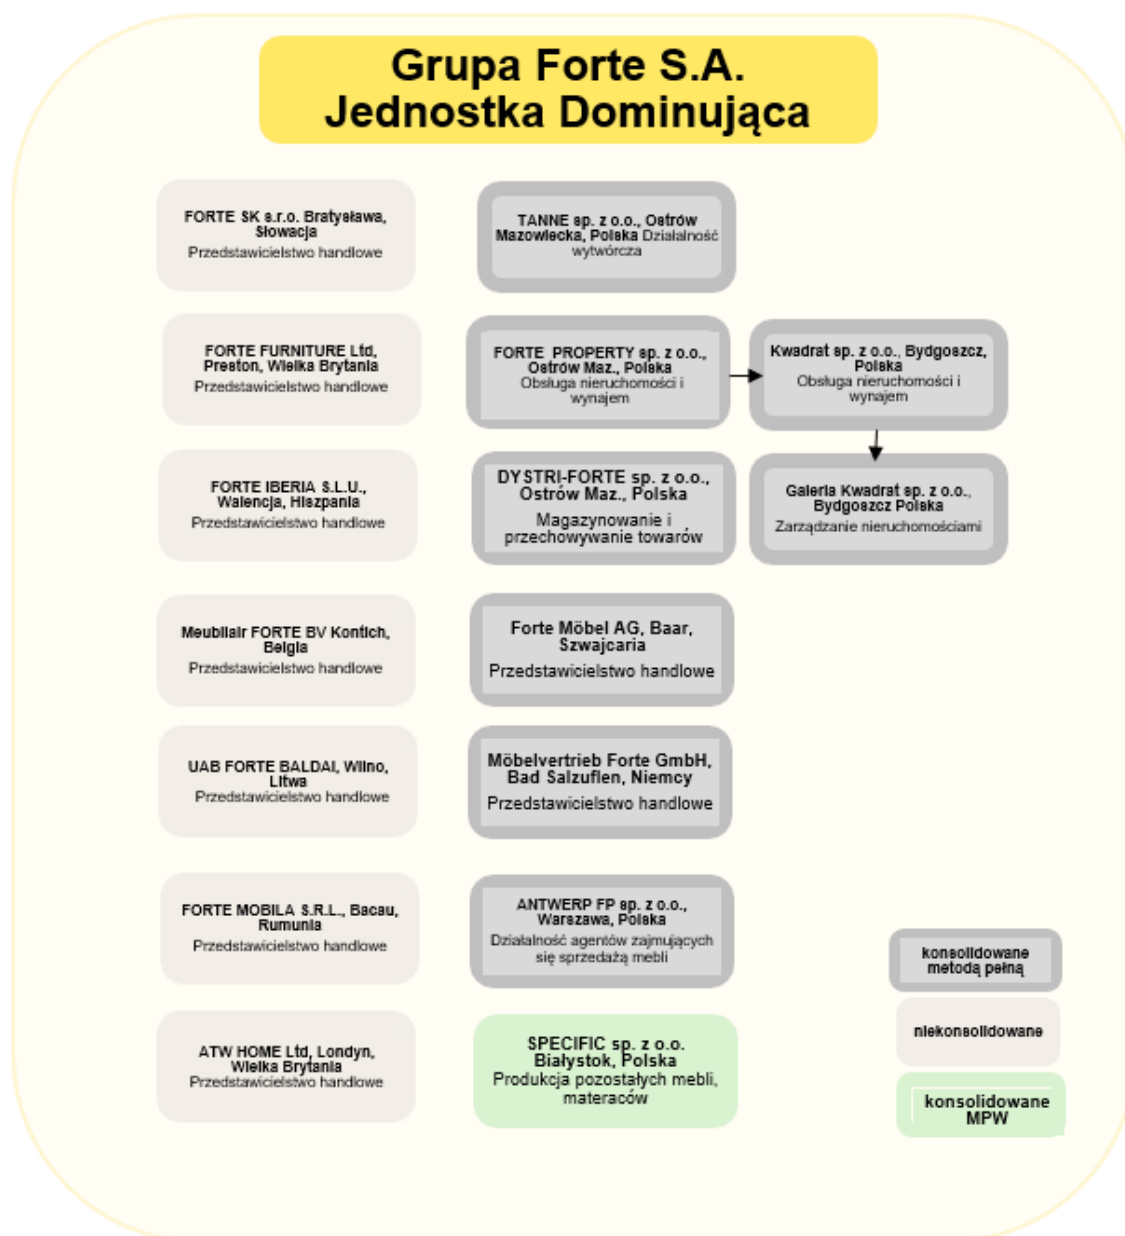 Grupa Forte S.A.
Jednostka Dominująca
FORTE SK s.r.o. Bratysława,
Słowacja
Przedstawicielstwo handlowe
TANNE sp. z o.o., Ostrów
Mazowiecka, Polska Działalność
wytwórcza
FORTE FURNITURE Ltd,
Preston, Wielka Brytania
Przedstawicielstwo handlowe
FORTE PROPERTY sp. z o.o.,
Ostrów Maz., Polska
Obsługa nieruchomości i
wynajem
Kwadrat sp. z o.o., Bydgoszcz,
Polska
Obsługa nieruchomości i
wynajem
FORTE IBERIA S.L.U.,
Walencja, Hiszpania
Przedstawicielstwo handlowe
DYSTRI-FORTE sp. z o.o.,
Ostrów Maz., Polska
Magazynowanie i
przechowywanie towarów
Galeria Kwadrat sp. z o.o.,
Bydgoszcz Polska
Zarządzanie nieruchomościami
Meubilair FORTE BV Kontich,
Belgia
Przedstawicielstwo handlowe
Forte Möbel AG, Baar,
Szwajcaria
Przedstawicielstwo handlowe
UAB FORTE BALDAI, Wilno,
Litwa
Przedstawicielstwo handlowe
Möbelvertrieb Forte GmbH,
Bad Salzuflen, Niemcy
Przedstawicielstwo handlowe
FORTE MOBILA S.R.L., Bacau,
Rumunia
Przedstawicielstwo handlowe
ANTWERP FP sp. z o.o.,
Warszawa, Polska
Działalność agentów zajmujących
się sprzedażą mebli
ATW HOME Ltd, Londyn,
Wielka Brytania
Przedstawicielstwo handlowe
SPECIFIC sp. z o.o.
Białystok, Polska
Produkcja pozostałych mebli,
materaców
konsolidowane
metodą pełną
niekonsolidowane
konsolidowane
MPW